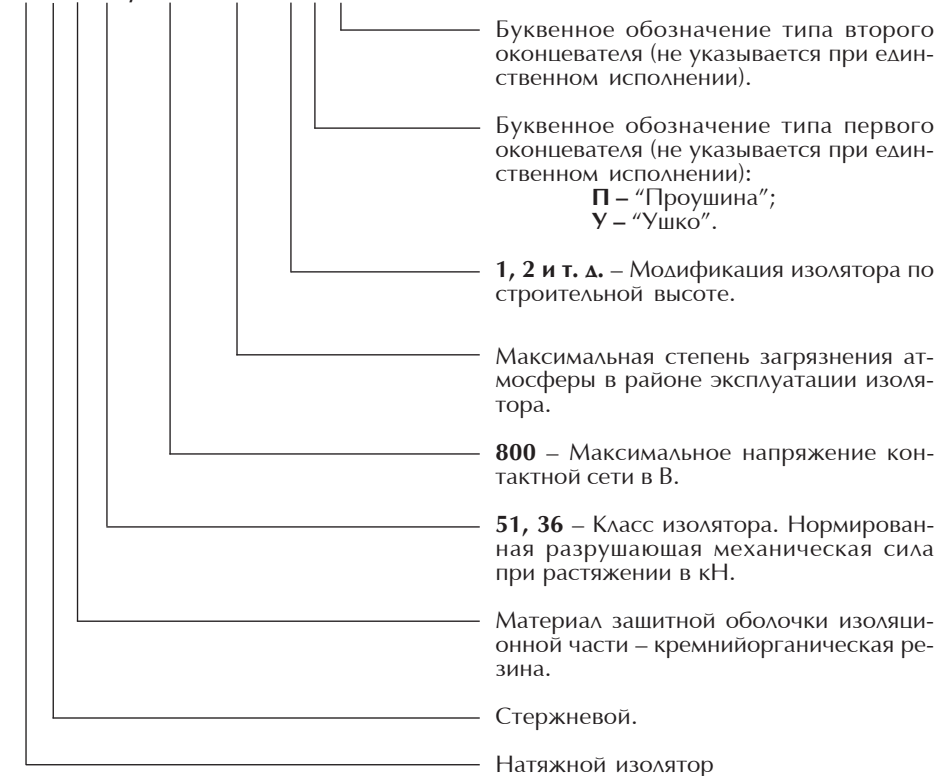 Буквенное обозначение типа второго
оконцевателя (не указывается при един-
ственном исполнении).
Буквенное обозначение типа первого
оконцевателя (не указывается при един-
ственном исполнении):
П – “Проушина”;
У – “Ушко”.
1, 2 и т. д. – Модификация изолятора по
строительной высоте.
Максимальная степень загрязнения ат-
мосферы в районе эксплуатации изоля-
тора.
800 – Максимальное напряжение кон-
тактной сети в В.
51, 36 – Класс изолятора. Нормирован-
ная разрушающая механическая сила
при растяжении в кН.
Материал защитной оболочки изоляци-
онной части – кремнийорганическая ре-
зина.
Стержневой.
Натяжной изолятор